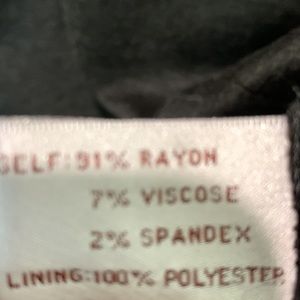 SELF:91% RAYON
7% VISCOSE
2% SPANDEX
LINING:100% POLYESTER